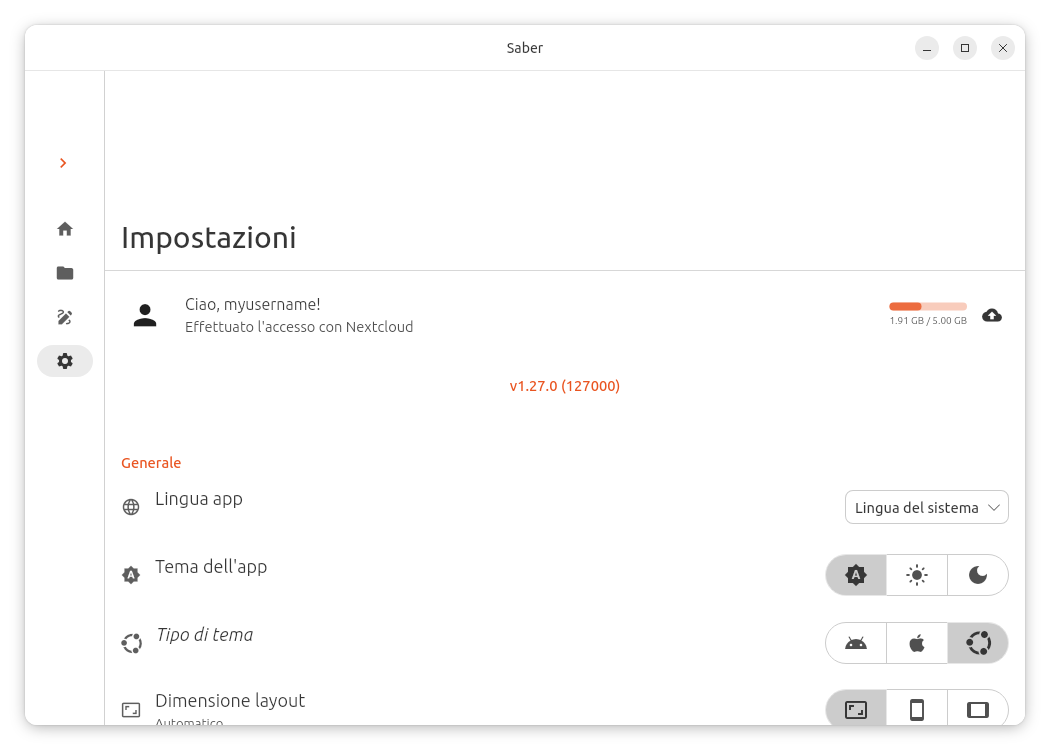 Saber
Impostazioni
Ciao, myusername!
Effettuato l'accesso con Nextcloud
1.91 GB / 5.00 GB
v1.27.0 (127000)
Generale
Lingua app
Lingua del sistema
Tema dell'app
Tipo di tema
Dimensione layout
Automatico